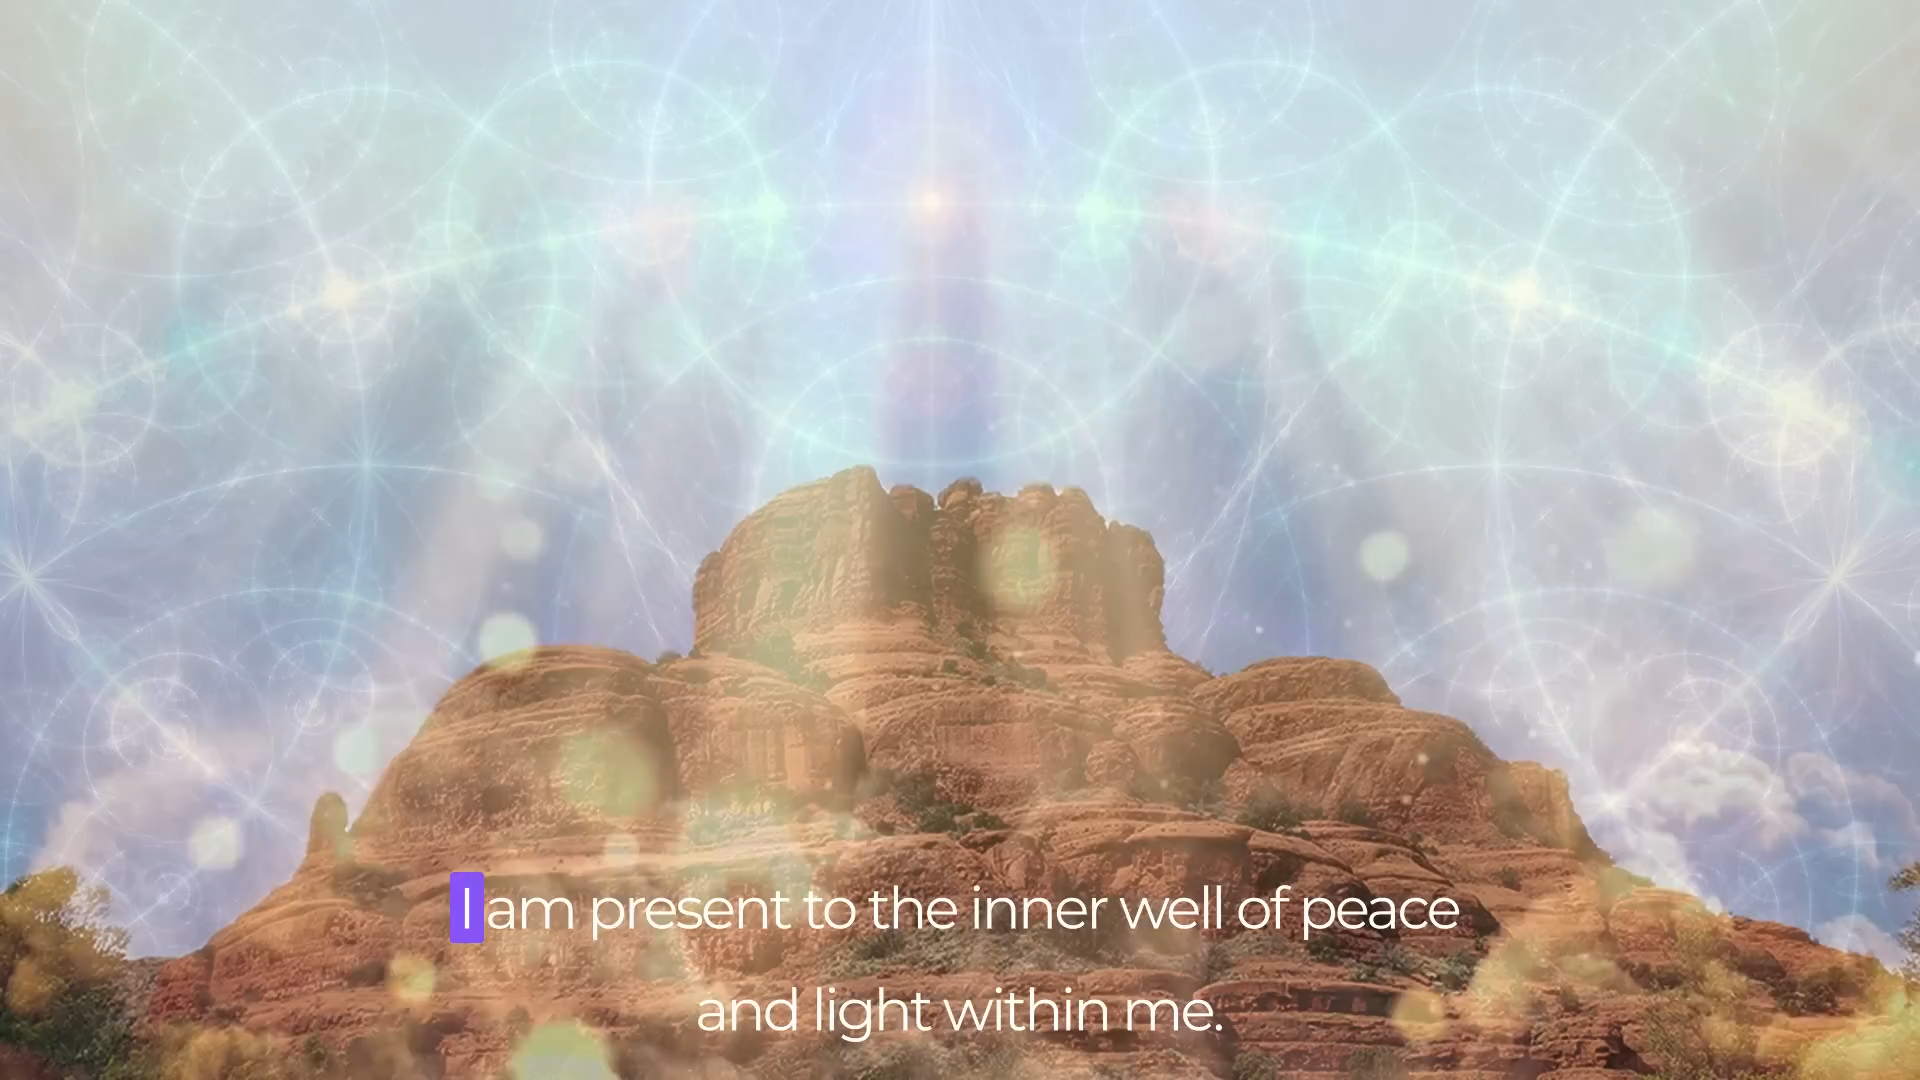 I am present to the inner well of peace
and light within me.